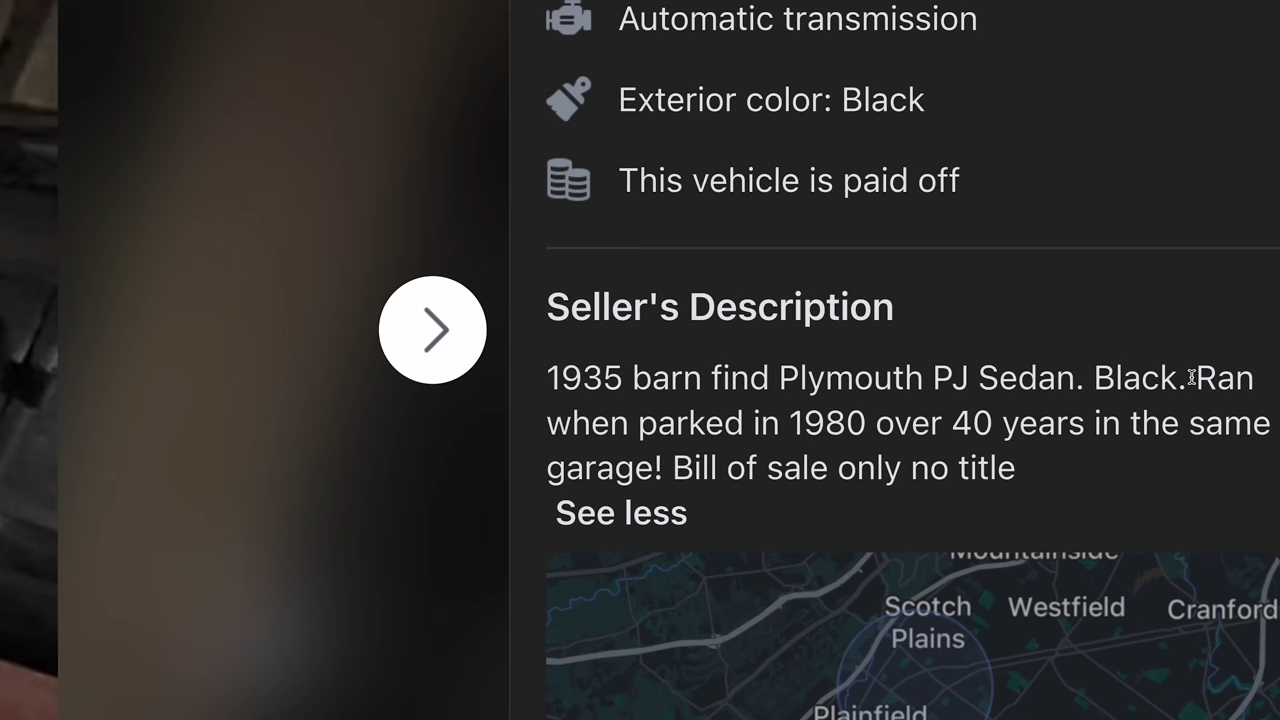 Automatic transmission
Exterior color: Black
This vehicle is paid off
Seller's Description
1935 barn find Plymouth PJ Sedan. Black. Ran
when parked in 1980 over 40 years in the same
garage! Bill of sale only no title
See less
Mountainside
Scotch
Plains
Westfield
Cranford
Plainfield